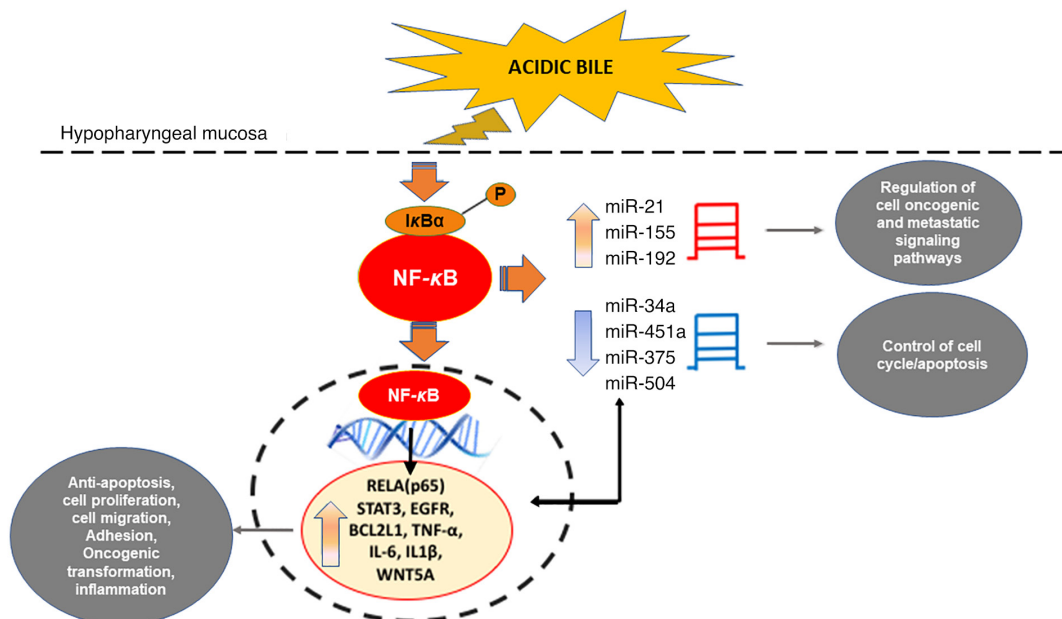 ACIDIC BILE
Hypopharyngeal mucosa
P
IκBα
NF-κB
miR-21
miR-155
miR-192
Regulation of
cell oncogenic
and metastatic
signaling
pathways
miR-34a
miR-451a
miR-375
miR-504
Control of cell
cycle/apoptosis
NF-κB
RELA(p65)
STAT3, EGFR,
BCL2L1, TNF-α,
IL-6, IL1β,
WNT5A
Anti-apoptosis,
cell proliferation,
cell migration,
Adhesion,
Oncogenic
transformation,
inflammation